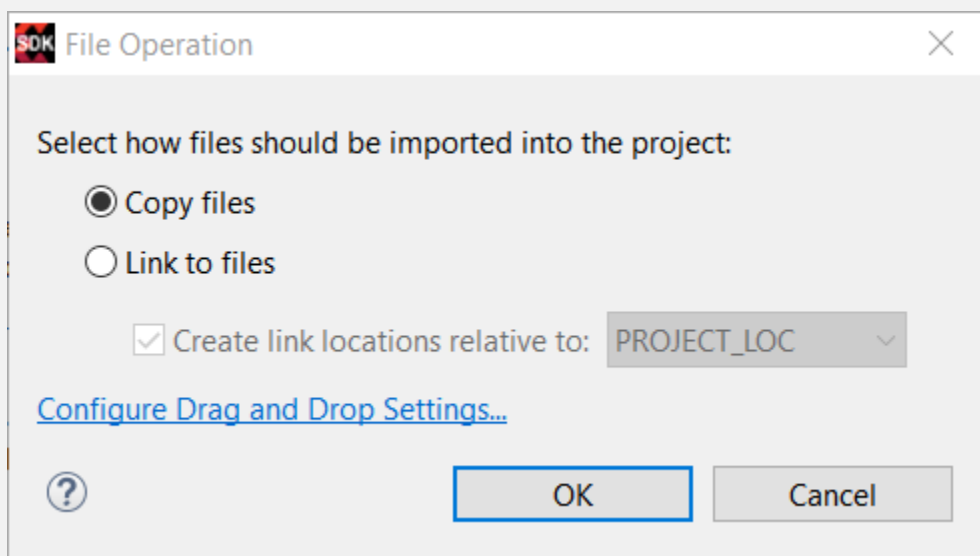 SDK File Operation
Select how files should be imported into the project:
Copy files
Link to files
Create link locations relative to: PROJECT_LOC
Configure Drag and Drop Settings...
? OK Cancel